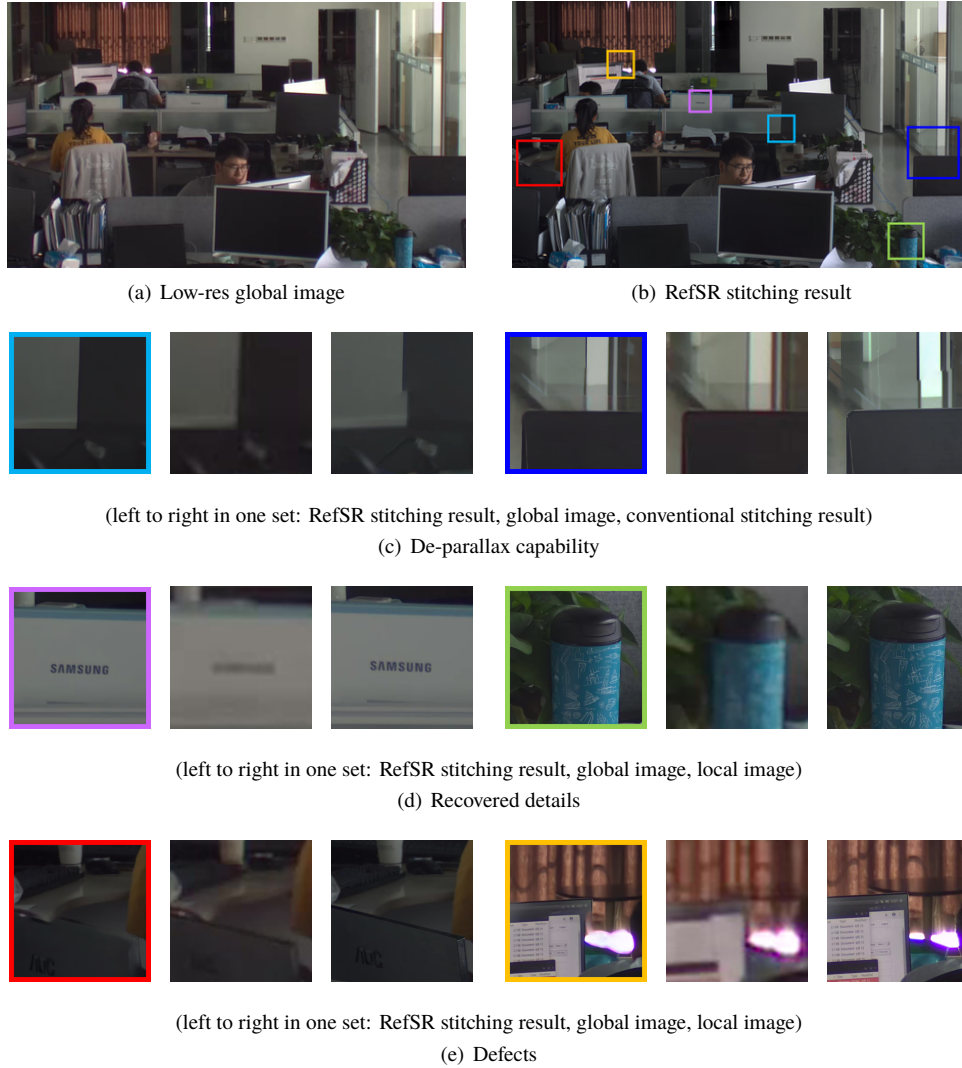 (a) Low-res global image
(b) RefSR stitching result
(left to right in one set: RefSR stitching result, global image, conventional stitching result)
(c) De-parallax capability
SAMSUNG
SAMSUNG
(left to right in one set: RefSR stitching result, global image, local image)
(d) Recovered details
AOC
(left to right in one set: RefSR stitching result, global image, local image)
(e) Defects